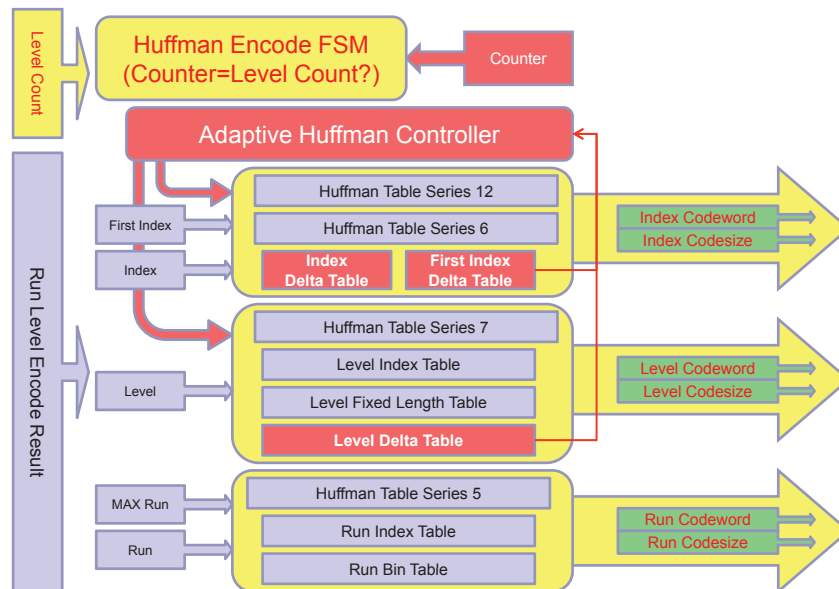 Level Count
Huffman Encode FSM
(Counter=Level Count?)
Counter
Adaptive Huffman Controller
Run Level Encode Result
First Index
Index
Huffman Table Series 12
Huffman Table Series 6
Index
Delta Table
First Index
Delta Table
Index Codeword
Index Codesize
Level
Huffman Table Series 7
Level Index Table
Level Fixed Length Table
Level Delta Table
Level Codeword
Level Codesize
MAX Run
Run
Huffman Table Series 5
Run Index Table
Run Bin Table
Run Codeword
Run Codesize